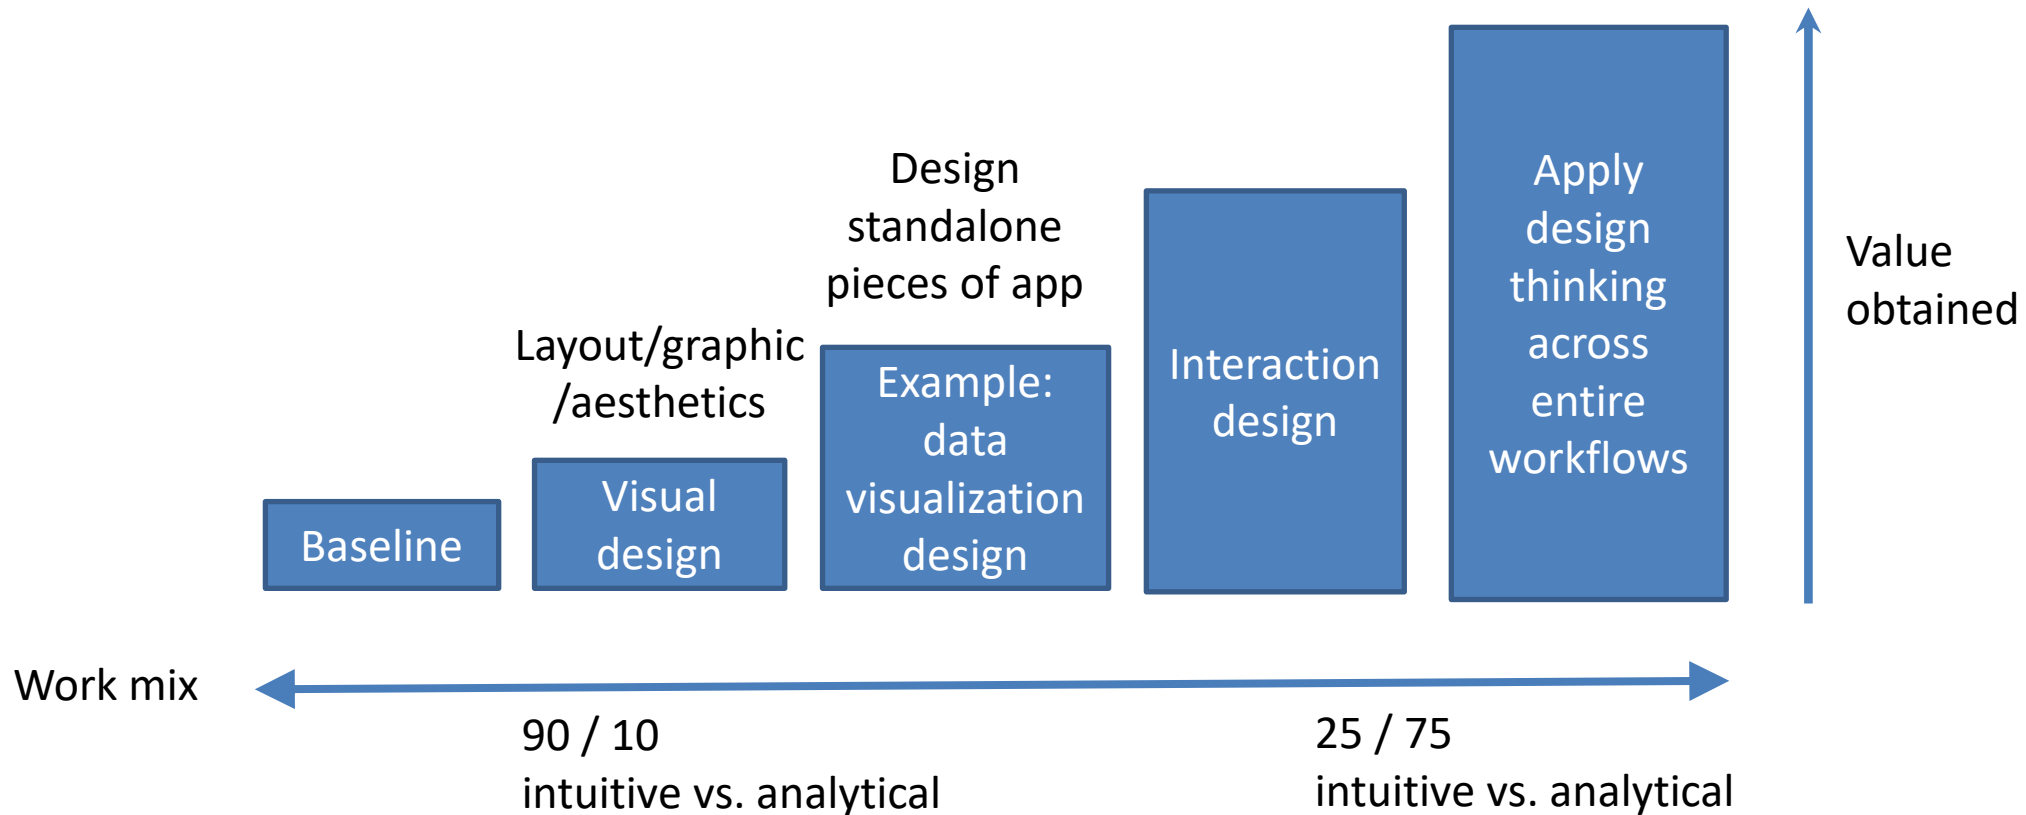 Baseline
Layout/graphic
/aesthetics
Visual
design
Design
standalone
pieces of app
Example:
data
visualization
design
Interaction
design
Apply
design
thinking
across
entire
workflows
Value
obtained
Work mix
90 / 10
intuitive vs. analytical
25 / 75
intuitive vs. analytical